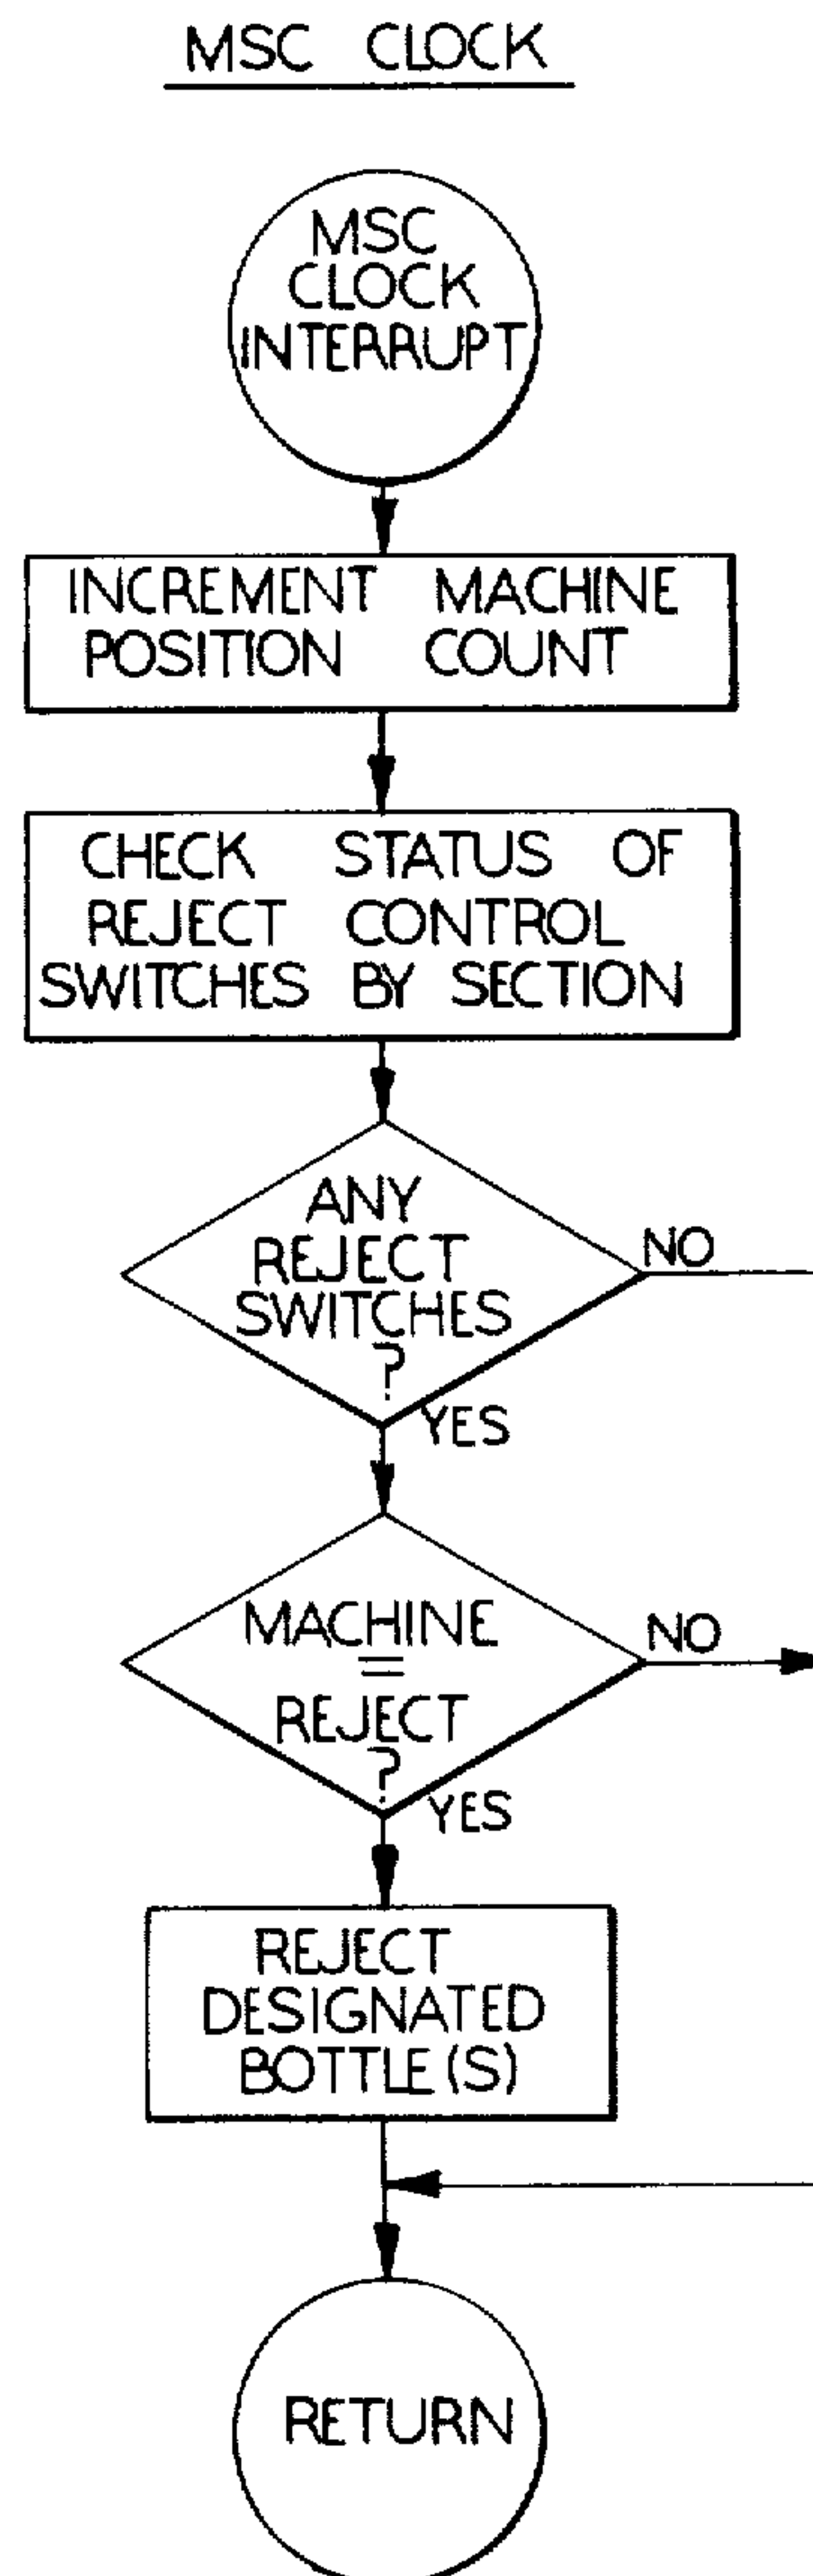 MSC CLOCK
MSC
CLOCK
INTERRUPT
INCREMENT MACHINE
POSITION COUNT
CHECK STATUS OF
REJECT CONTROL
SWITCHES BY SECTION
ANY
REJECT
SWITCHES
?
NO
YES
MACHINE
=
REJECT
?
NO
YES
REJECT
DESIGNATED
BOTTLE(S)
RETURN